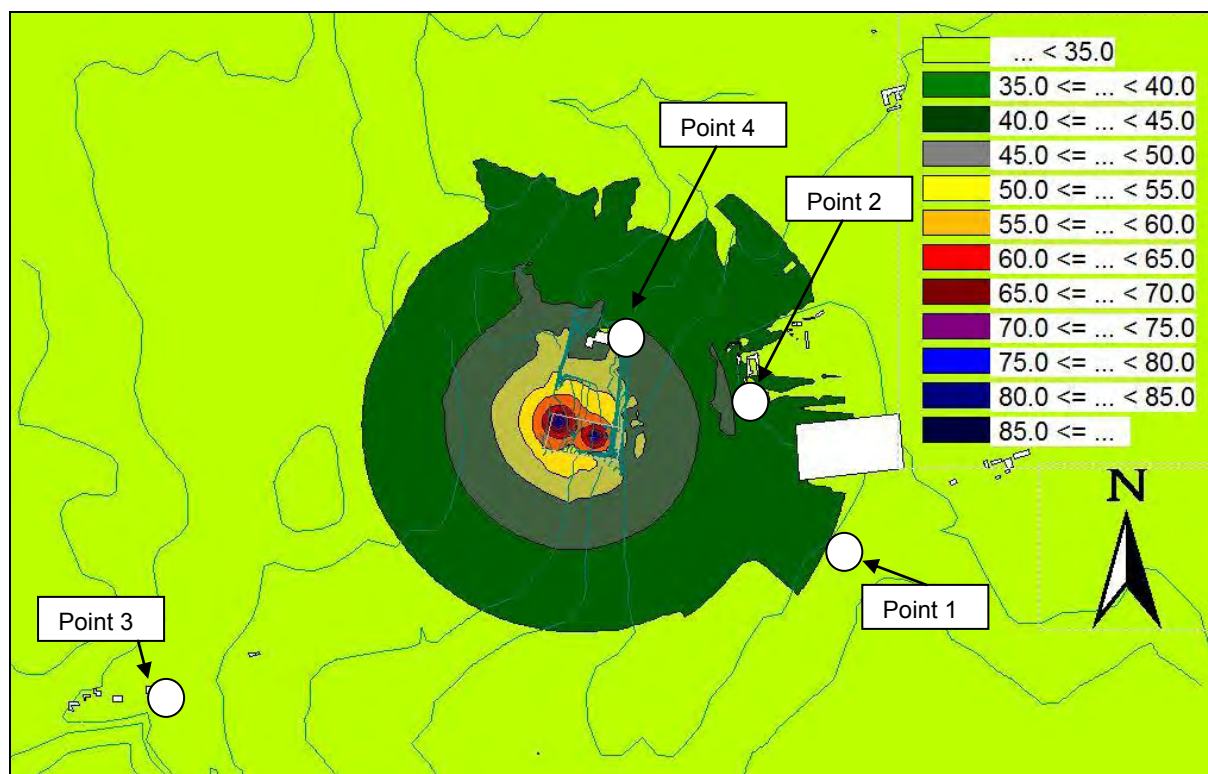 ... < 35.0
35.0 <= ... < 40.0
40.0 <= ... < 45.0
45.0 <= ... < 50.0
50.0 <= ... < 55.0
55.0 <= ... < 60.0
60.0 <= ... < 65.0
65.0 <= ... < 70.0
70.0 <= ... < 75.0
75.0 <= ... < 80.0
80.0 <= ... < 85.0
85.0 <= ...
Point 4
Point 2
N
Point 1
Point 3